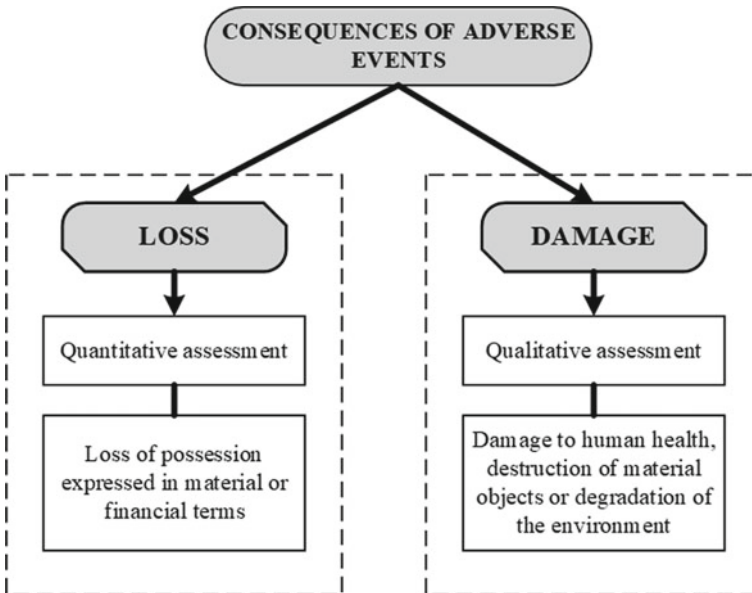 CONSEQUENCES OF ADVERSE
EVENTS
LOSS
Quantitative assessment
Loss of possession
expressed in material or
financial terms
DAMAGE
Qualitative assessment
Damage to human health,
destruction of material
objects or degradation of
the environment